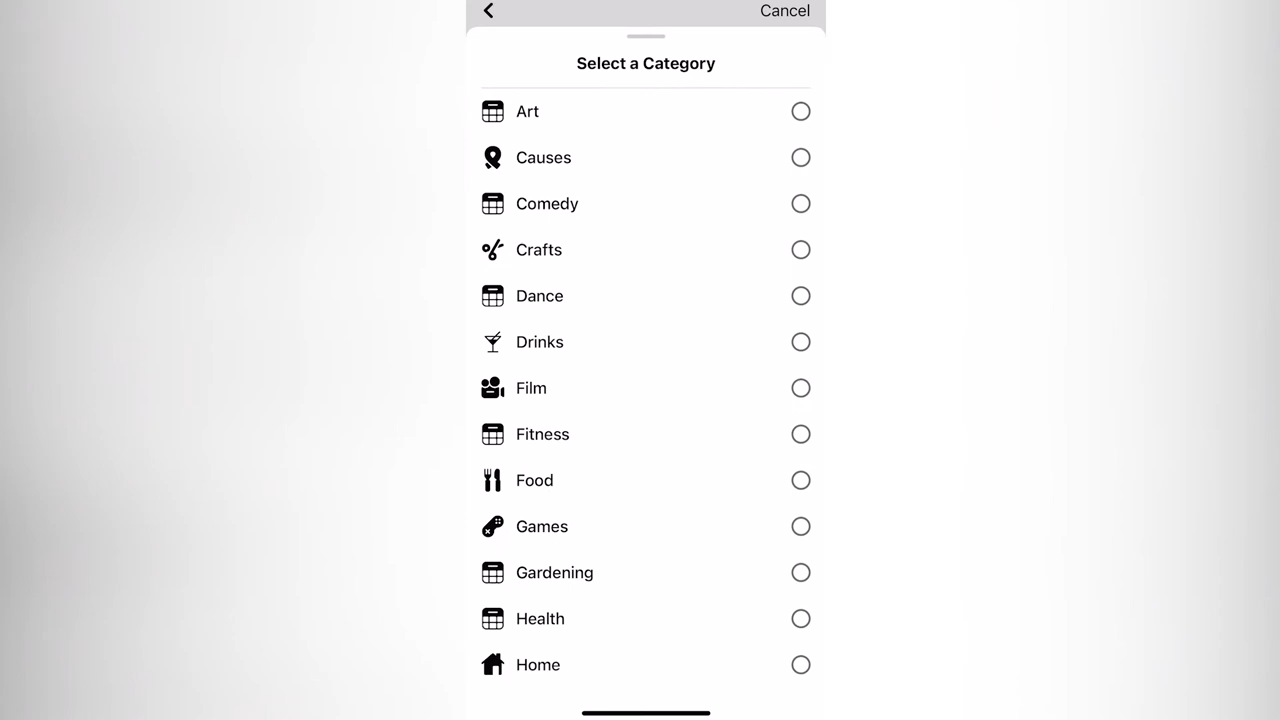 Cancel
Select a Category
Art
Causes
Comedy
Crafts
Dance
Drinks
Film
Fitness
Food
Games
Gardening
Health
Home